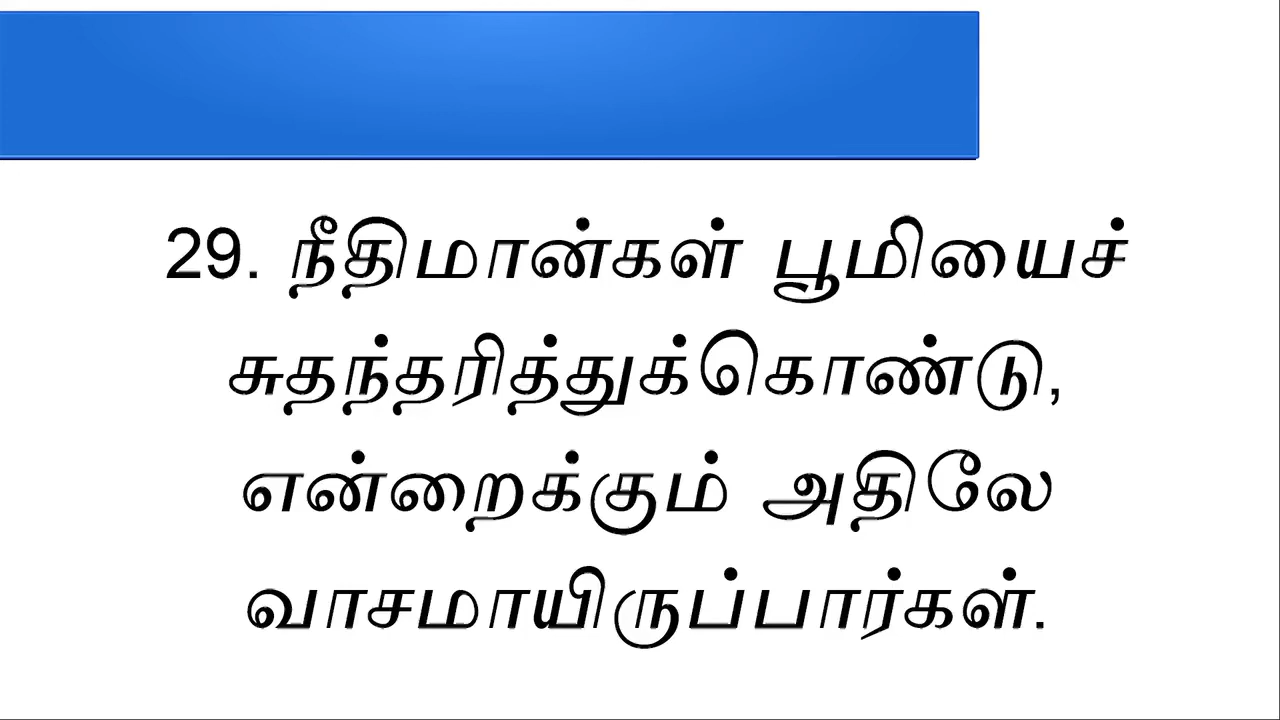 29. நீதிமான்கள் பூமியைச்
சுதந்தரித்துக்கொண்டு,
என்றைக்கும் அதிலே
வாசமாயிருப்பார்கள்.